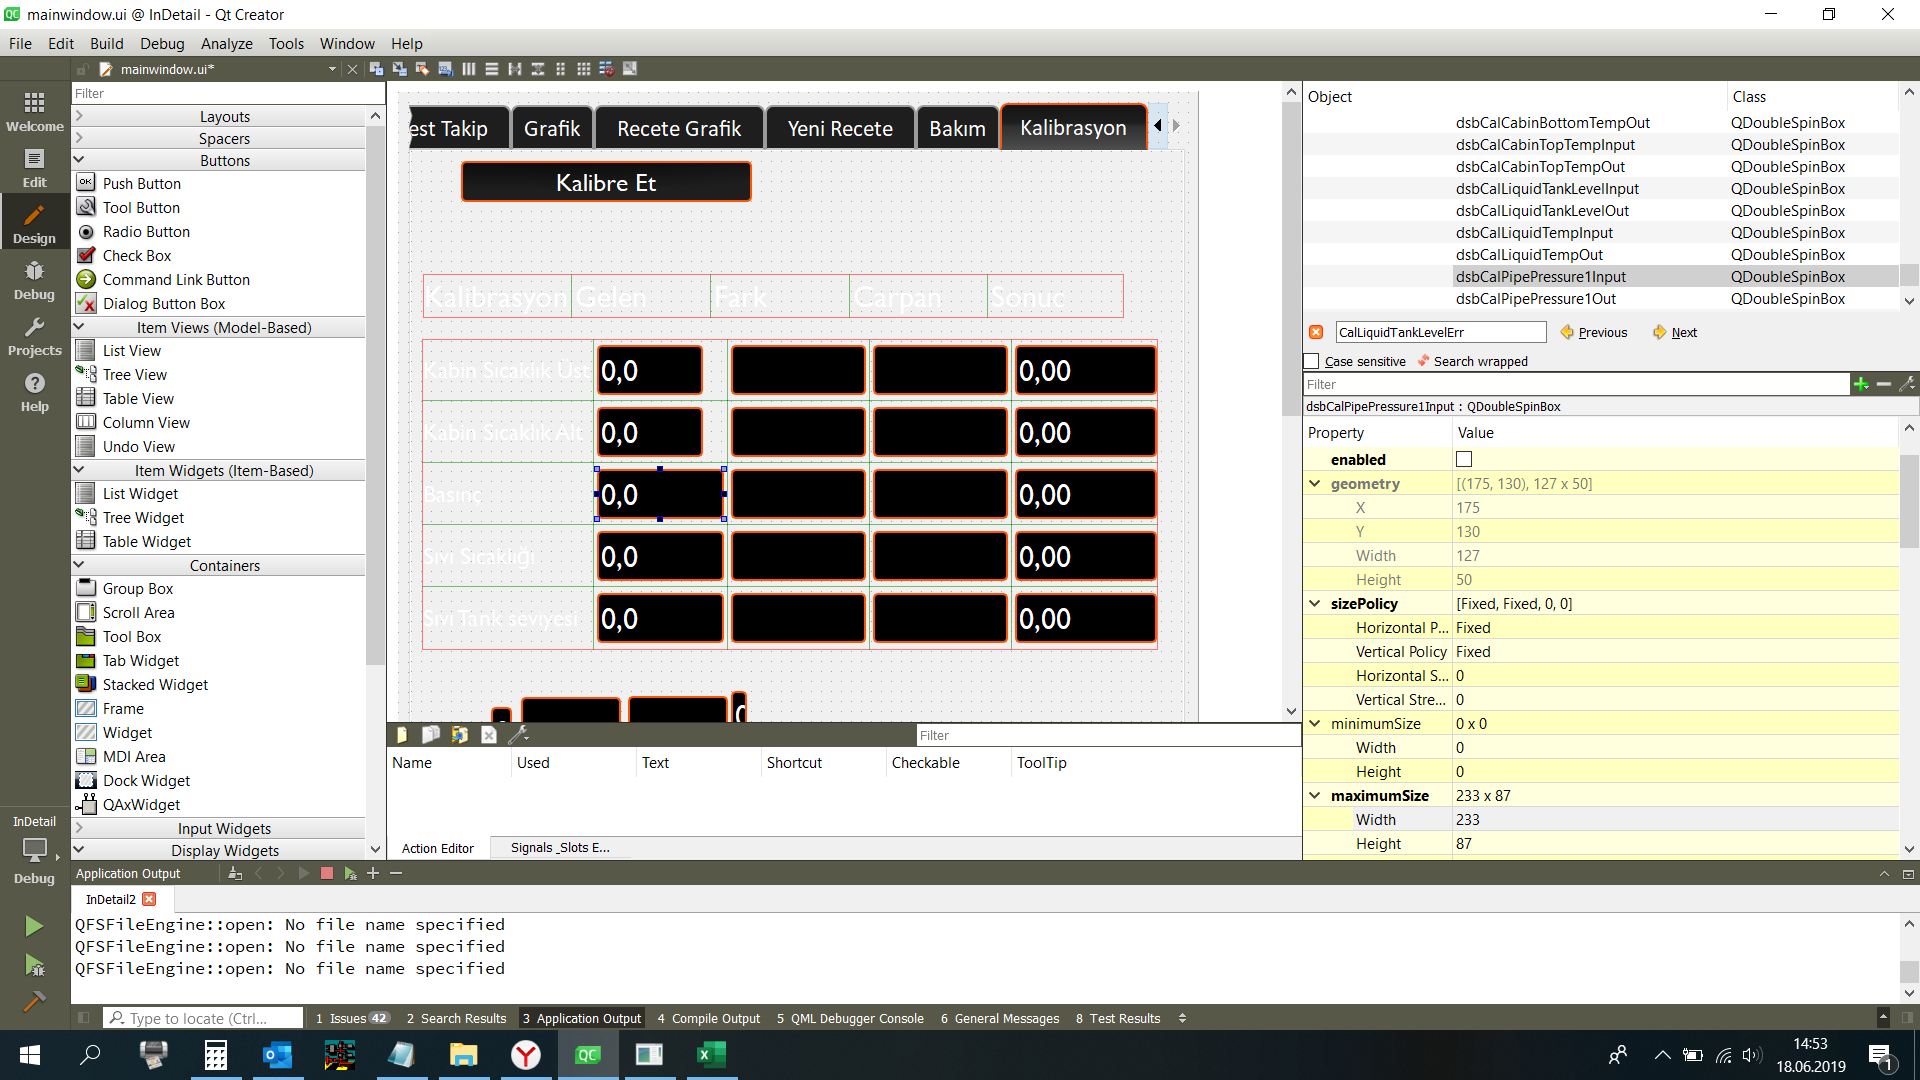 mainwindow.ui @ InDetail - Qt Creator
File Edit Build Debug Analyze Tools Window Help
mainwindow.ui*
Welcome
Edit
Design
Debug
Projects
Help
InDetail
Debug
Filter
Layouts
Spacers
Buttons
Push Button
Tool Button
Radio Button
Check Box
Command Link Button
Dialog Button Box
Item Views (Model-Based)
List View
Tree View
Table View
Column View
Undo View
Item Widgets (Item-Based)
List Widget
Tree Widget
Table Widget
Containers
Group Box
Scroll Area
Tool Box
Tab Widget
Stacked Widget
Frame
Widget
MDI Area
Dock Widget
QAxWidget
Input Widgets
Display Widgets
est Takip Grafik Recete Grafik Yeni Recete Bakım Kalibrasyon
Kalibre Et
Kalibrasyon Gelen Fark Carpan Sonuc
Kabin Sıcaklık Üst 0,0 0,00
Kabin Sıcaklık Alt 0,0 0,00
Basınç 0,0 0,00
Sıvı Sıcaklığı 0,0 0,00
Sıvı Tank seviyesi 0,0 0,00
Filter
Name Used Text Shortcut Checkable ToolTip
Action Editor Signals _Slots E...
Object Class
dsbCalCabinBottomTempOut QDoubleSpinBox
dsbCalCabinTopTempInput QDoubleSpinBox
dsbCalCabinTopTempOut QDoubleSpinBox
dsbCalLiquidTankLevelInput QDoubleSpinBox
dsbCalLiquidTankLevelOut QDoubleSpinBox
dsbCalLiquidTempInput QDoubleSpinBox
dsbCalLiquidTempOut QDoubleSpinBox
dsbCalPipePressure1Input QDoubleSpinBox
dsbCalPipePressure1Out QDoubleSpinBox
CalLiquidTankLevelErr Previous Next
Case sensitive Search wrapped
Filter
dsbCalPipePressure1Input : QDoubleSpinBox
Property Value
enabled
geometry [(175, 130), 127 x 50]
X 175
Y 130
Width 127
Height 50
sizePolicy [Fixed, Fixed, 0, 0]
Horizontal P... Fixed
Vertical Policy Fixed
Horizontal S... 0
Vertical Stre... 0
minimumSize 0 x 0
Width 0
Height 0
maximumSize 233 x 87
Width 233
Height 87
Application Output
InDetail2
QFSFileEngine::open: No file name specified
QFSFileEngine::open: No file name specified
QFSFileEngine::open: No file name specified
Type to locate (Ctrl... 1 Issues 42 2 Search Results 3 Application Output 4 Compile Output 5 QML Debugger Console 6 General Messages 8 Test Results
14:53
18.06.2019
1